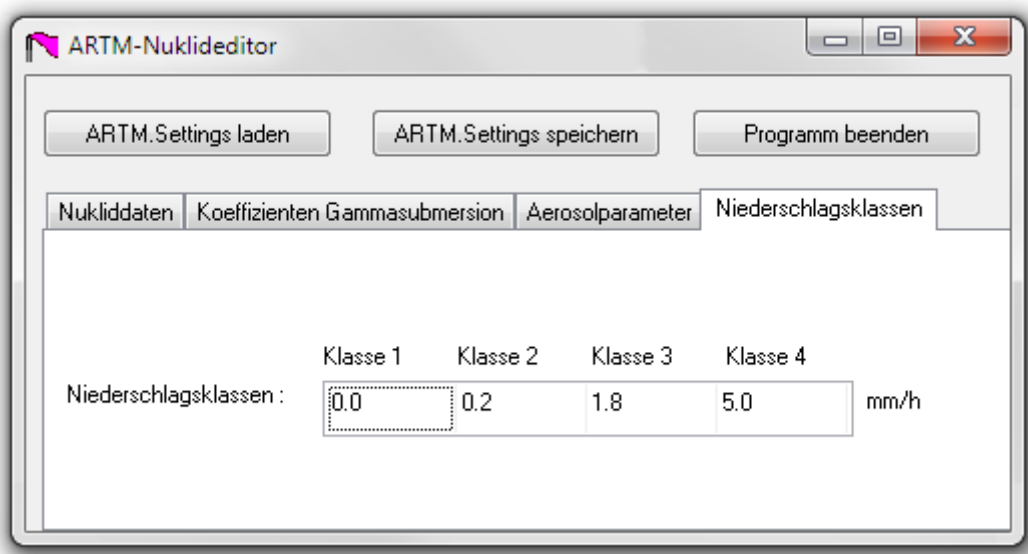 ARTM-Nuklideditor
ARTM.Settings laden ARTM.Settings speichern Programm beenden
Nukliddaten Koeffizienten Gammasubmersion Aerosolparameter Niederschlagsklassen
Klasse 1 Klasse 2 Klasse 3 Klasse 4
Niederschlagsklassen : 0.0 0.2 1.8 5.0 mm/h